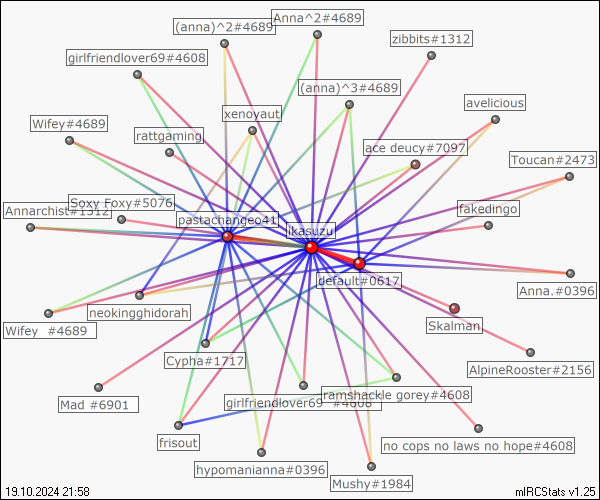 Anna^2#4689
(anna)^2#4689
zibbits#1312
girlfriendlover69#4608
(anna)^3#4689
avelicious
xenoyaut
Wifey#4689
rattgaming
ace deucy#7097
Toucan#2473
Soxy Foxy#5076
Annarchist#1312
fakedingo
pastachangeo41
ikasuzu
default#0617
Anna.#0396
neokingghidorah
Skalman
Wifey #4689
Cypha#1717
AlpineRooster#2156
ramshackle gorey#4608
Mad #6901
girlfriendlover69 #4608
frisout
no cops no laws no hope#4608
hypomanianna#0396
Mushy#1984
19.10.2024 21:58
mIRCStats v1.25